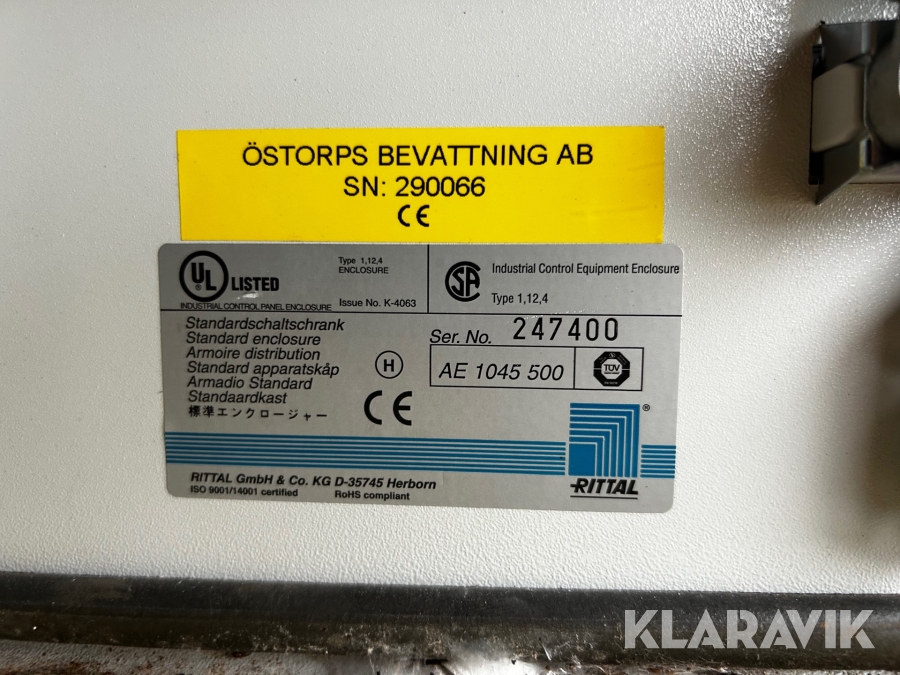 ÖSTORPS BEVATTNING AB
SN: 290066
CE
UL
LISTED
INDUSTRIAL CONTROL PANEL ENCLOSURE
Type 1,12,4
ENCLOSURE
Issue No. K-4063
SA
Industrial Control Equipment Enclosure
Type 1,12,4
Standardschaltschrank
Standard enclosure
Armoire distribution
Standard apparatskåp
Armadio Standard
Standaardkast
標準エンクロージャー
H
CE
Ser. No. 247400
AE 1045 500
TÜV
RITTAL GmbH & Co. KG D-35745 Herborn
ISO 9001/14001 certified RoHS compliant
®
RITTAL
KLARAVIK